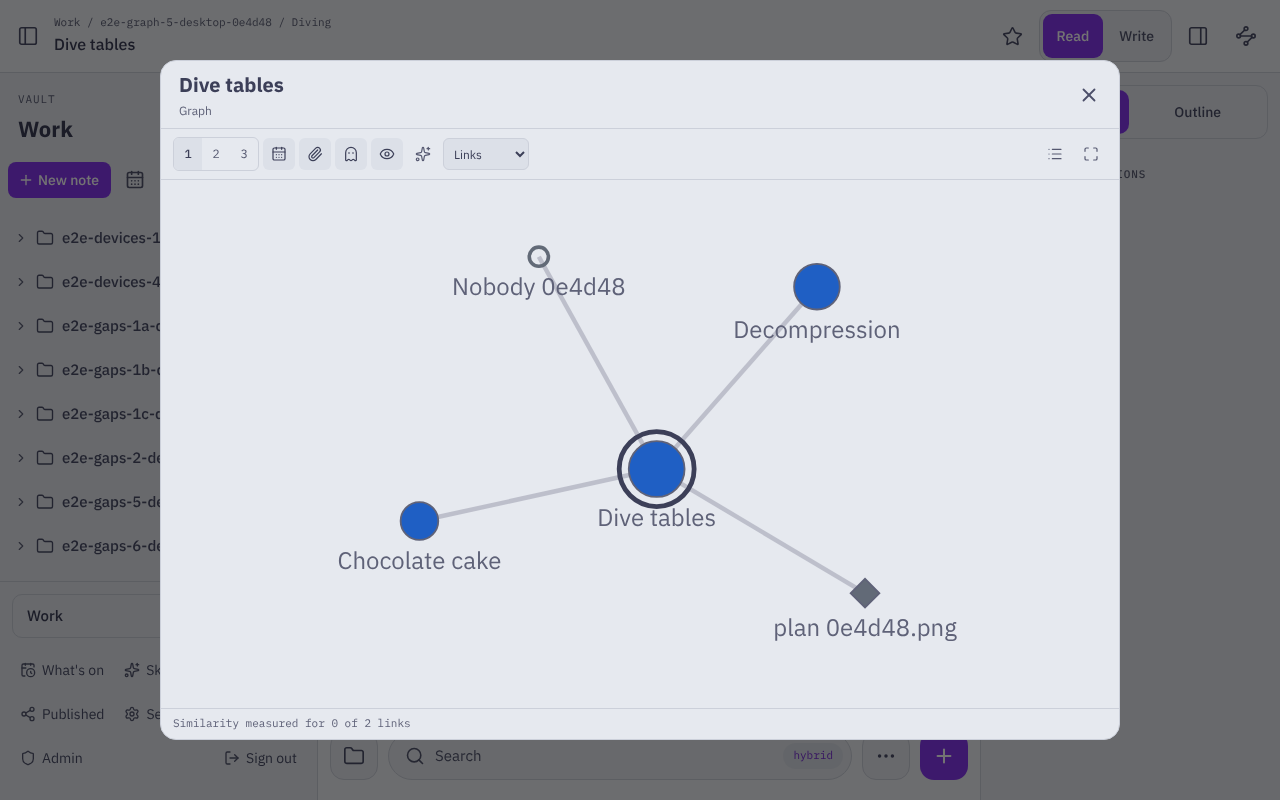 Work / e2e-graph-5-desktop-0e4d48 / Diving
Dive tables
Read
Write
VAULT
Work
New note
e2e-devices-1
e2e-devices-4
e2e-gaps-1a-
e2e-gaps-1b-
e2e-gaps-1c-
e2e-gaps-2-de
e2e-gaps-5-de
e2e-gaps-6-de
Work
What's on
Sk
Published
Se
Admin
Sign out
Outline
IONS
Dive tables
Graph
1 2 3
Links
Nobody 0e4d48
Decompression
Dive tables
Chocolate cake
plan 0e4d48.png
Similarity measured for 0 of 2 links
Search
hybrid